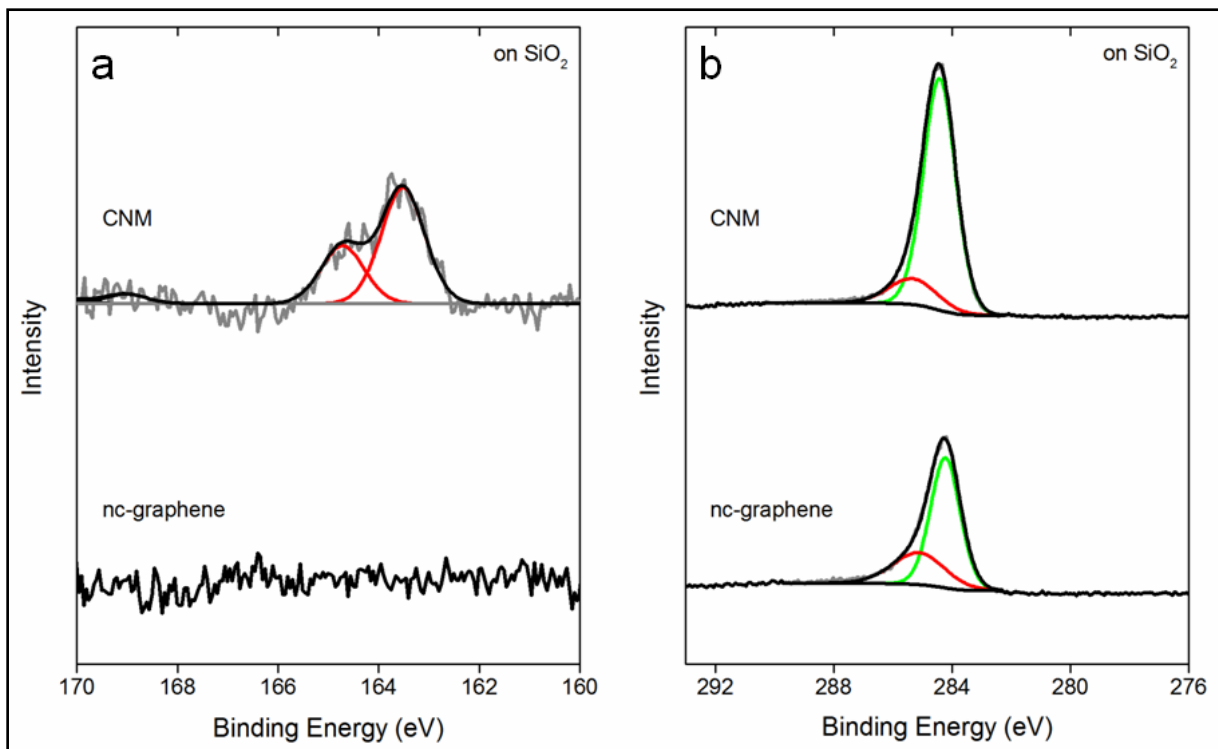 a
on SiO₂
CNM
nc-graphene
Intensity
170 168 166 164 162 160
Binding Energy (eV)
b
on SiO₂
CNM
nc-graphene
Intensity
292 288 284 280 276
Binding Energy (eV)